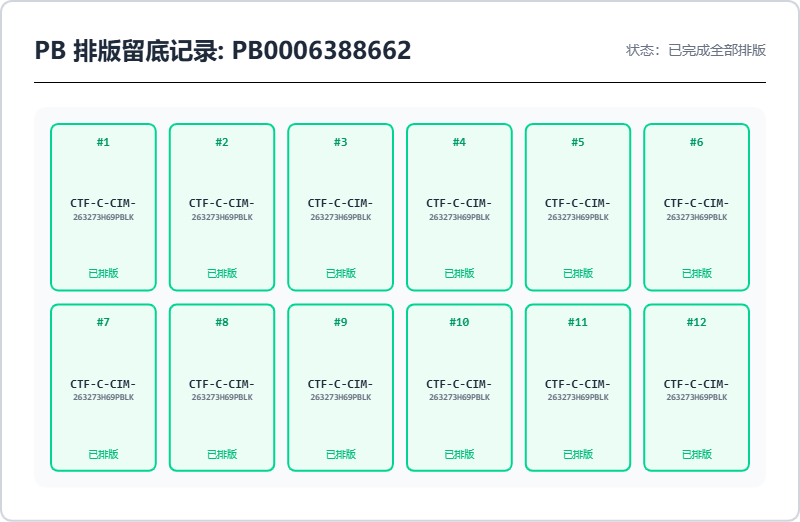 PB 排版留底记录: PB0006388662
状态：已完成全部排版
#1
CTF-C-CIM-
263273H69PBLK
已排版
#2
CTF-C-CIM-
263273H69PBLK
已排版
#3
CTF-C-CIM-
263273H69PBLK
已排版
#4
CTF-C-CIM-
263273H69PBLK
已排版
#5
CTF-C-CIM-
263273H69PBLK
已排版
#6
CTF-C-CIM-
263273H69PBLK
已排版
#7
CTF-C-CIM-
263273H69PBLK
已排版
#8
CTF-C-CIM-
263273H69PBLK
已排版
#9
CTF-C-CIM-
263273H69PBLK
已排版
#10
CTF-C-CIM-
263273H69PBLK
已排版
#11
CTF-C-CIM-
263273H69PBLK
已排版
#12
CTF-C-CIM-
263273H69PBLK
已排版